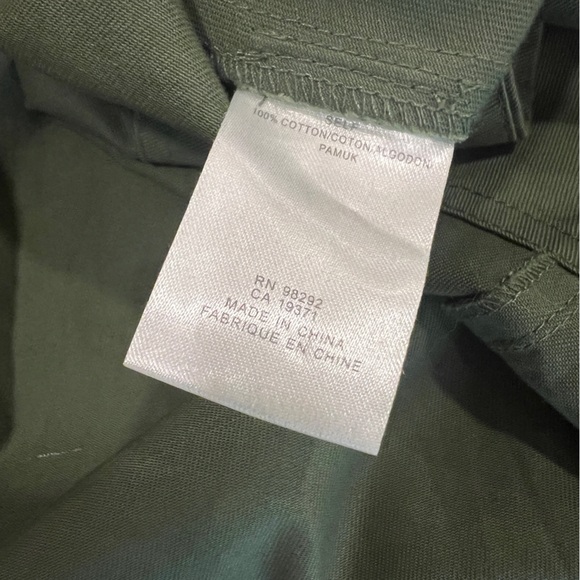 SELF
100% COTTON/COTON/ALGODON/
PAMUK
RN 98292
CA 19371
MADE IN CHINA
FABRIQUE EN CHINE